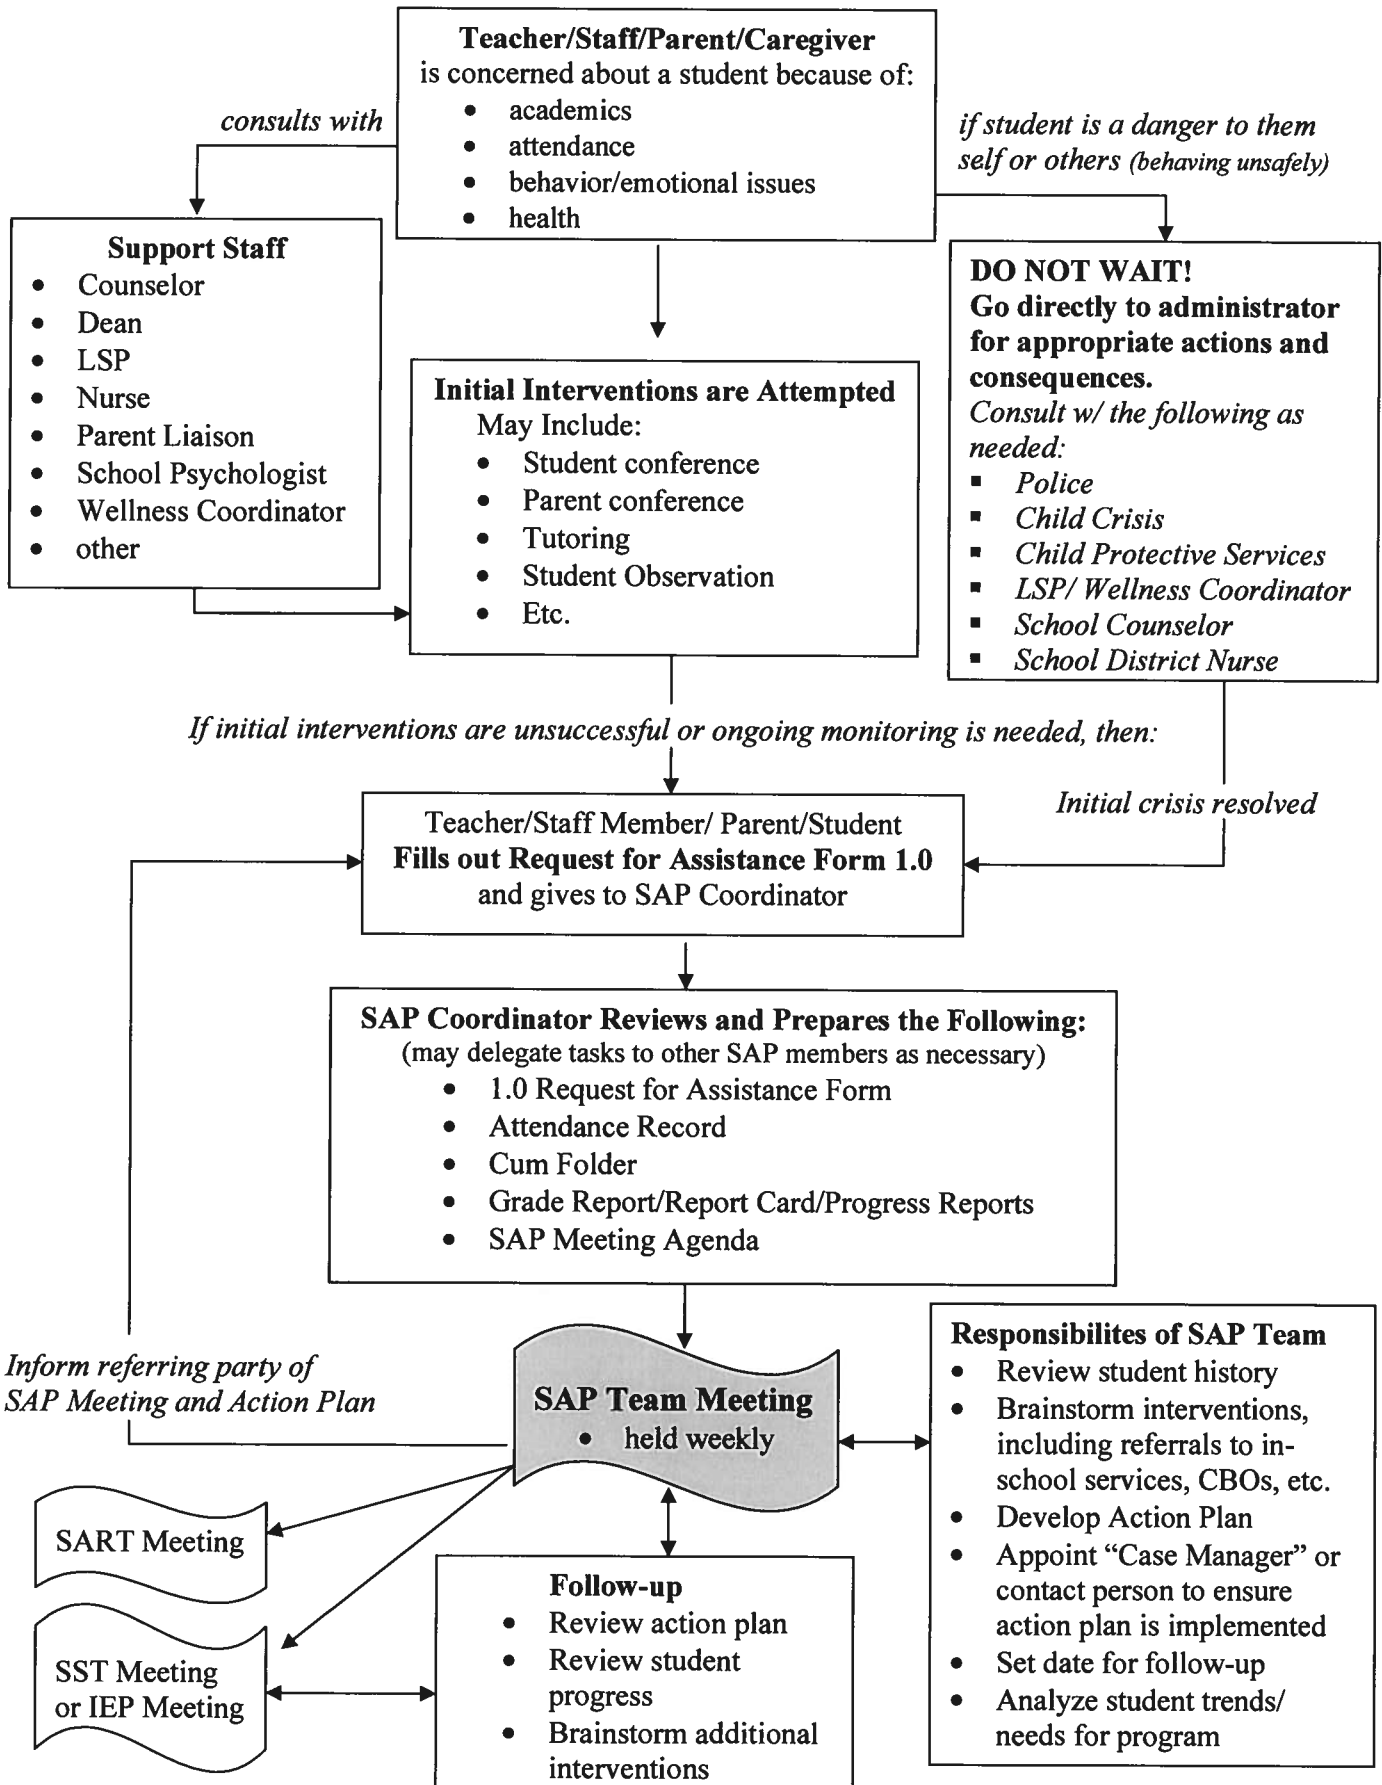 Teacher/Staff/Parent/Caregiver
is concerned about a student because of:
• academics
• attendance
• behavior/emotional issues
• health
consults with
if student is a danger to them
self or others (behaving unsafely)
Support Staff
• Counselor
• Dean
• LSP
• Nurse
• Parent Liaison
• School Psychologist
• Wellness Coordinator
• other
Initial Interventions are Attempted
May Include:
• Student conference
• Parent conference
• Tutoring
• Student Observation
• Etc.
DO NOT WAIT!
Go directly to administrator
for appropriate actions and
consequences.
Consult w/ the following as
needed:
▪ Police
▪ Child Crisis
▪ Child Protective Services
▪ LSP/ Wellness Coordinator
▪ School Counselor
▪ School District Nurse
If initial interventions are unsuccessful or ongoing monitoring is needed, then:
Initial crisis resolved
Teacher/Staff Member/ Parent/Student
Fills out Request for Assistance Form 1.0
and gives to SAP Coordinator
SAP Coordinator Reviews and Prepares the Following:
(may delegate tasks to other SAP members as necessary)
• 1.0 Request for Assistance Form
• Attendance Record
• Cum Folder
• Grade Report/Report Card/Progress Reports
• SAP Meeting Agenda
Inform referring party of
SAP Meeting and Action Plan
SAP Team Meeting
• held weekly
Responsibilites of SAP Team
• Review student history
• Brainstorm interventions,
including referrals to in-
school services, CBOs, etc.
• Develop Action Plan
• Appoint “Case Manager” or
contact person to ensure
action plan is implemented
• Set date for follow-up
• Analyze student trends/
needs for program
SART Meeting
SST Meeting
or IEP Meeting
Follow-up
• Review action plan
• Review student
progress
• Brainstorm additional
interventions